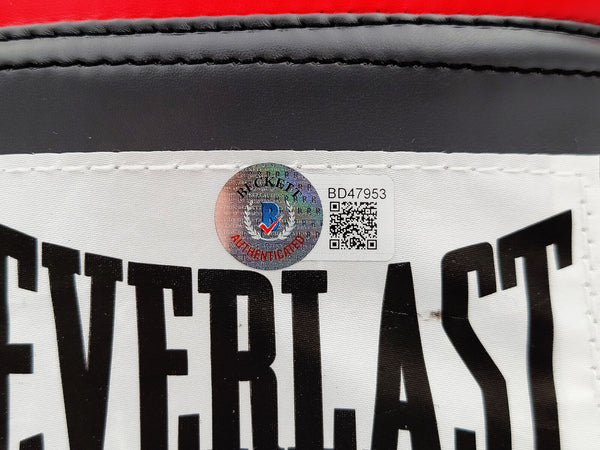 BECKETT
BD47953
B
AUTHENTICATED
EVERLAST